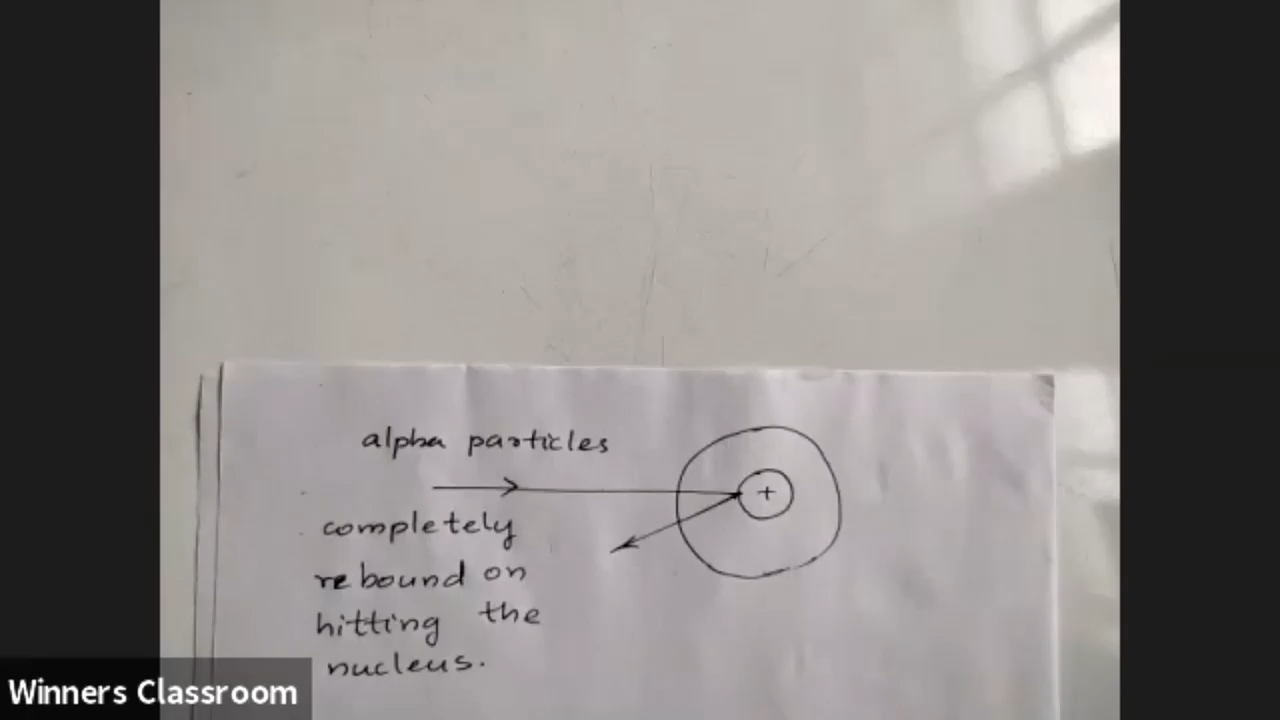 alpha particles
+
completely
rebound on
hitting the
nucleus.
Winners Classroom